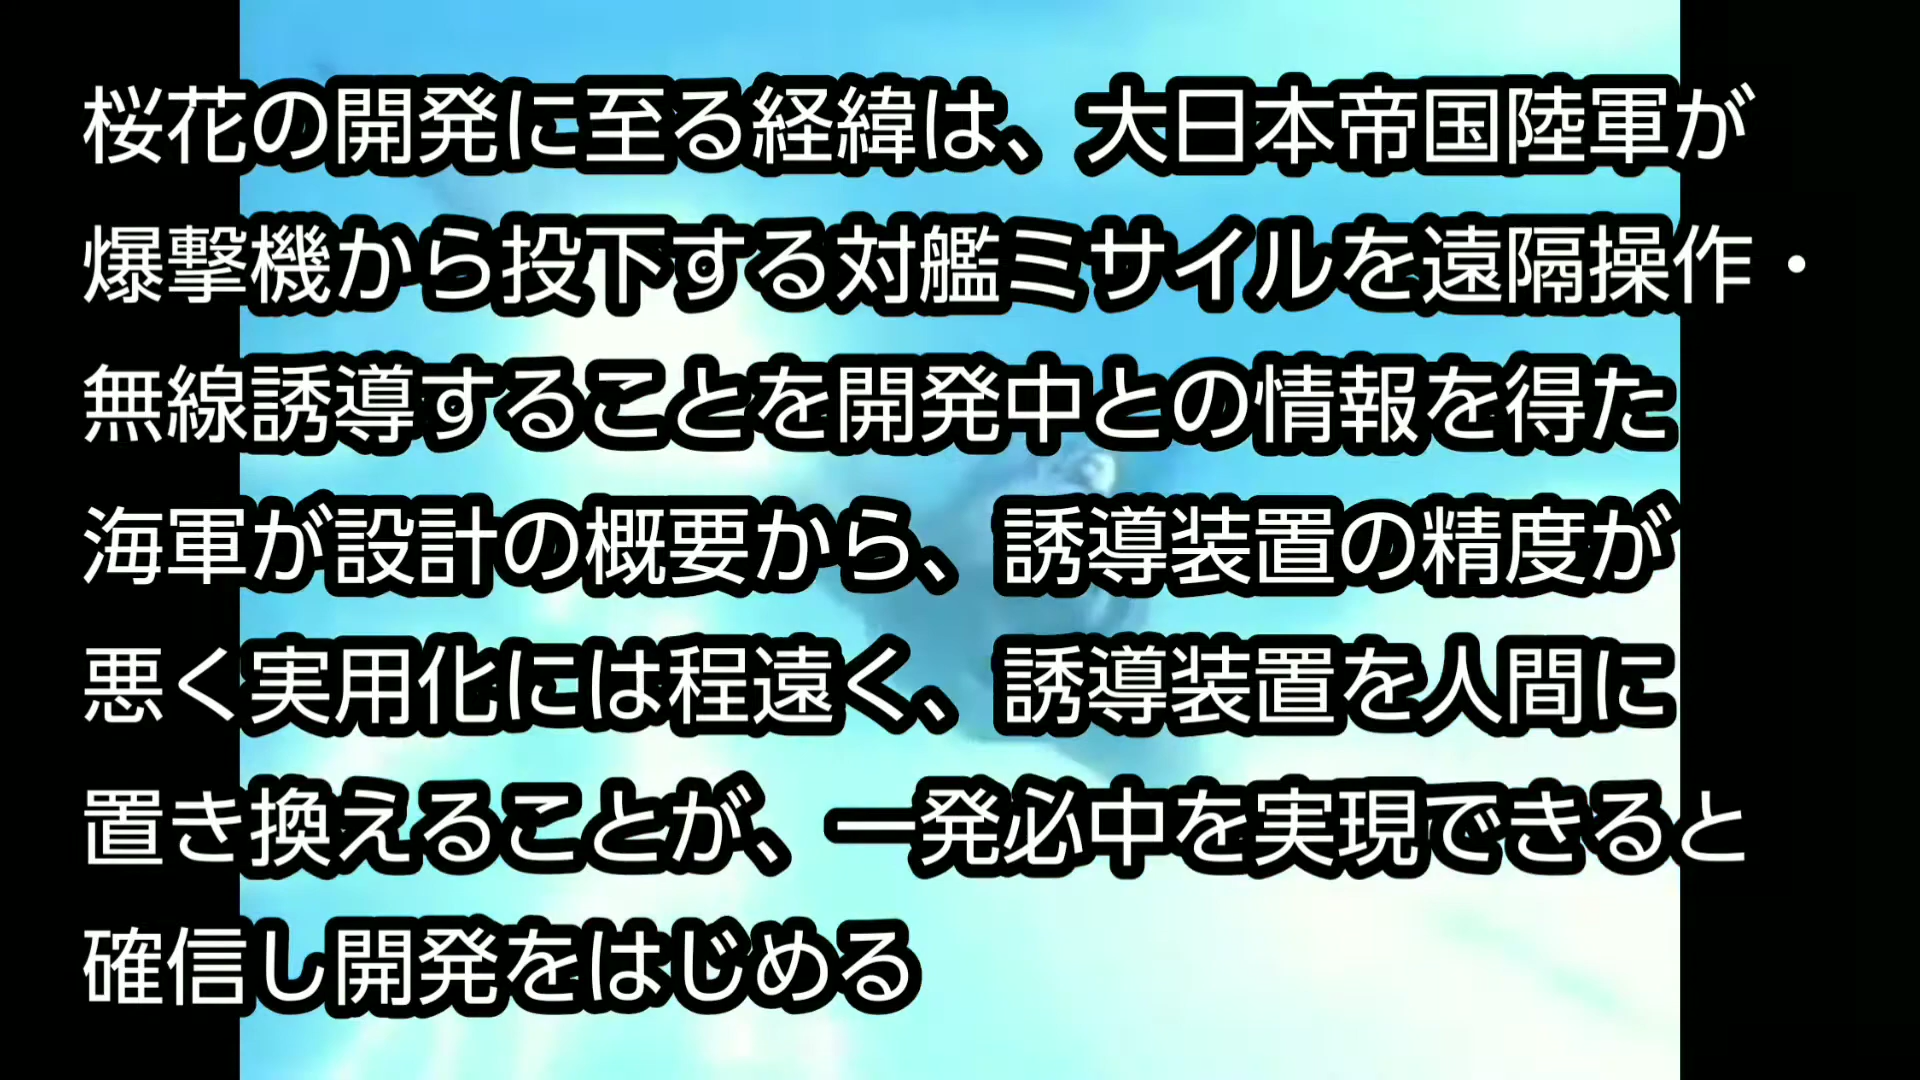 桜花の開発に至る経緯は、大日本帝国陸軍が
爆撃機から投下する対艦ミサイルを遠隔操作・
無線誘導することを開発中との情報を得た
海軍が設計の概要から、誘導装置の精度が
悪く実用化には程遠く、誘導装置を人間に
置き換えることが、一発必中を実現できると
確信し開発をはじめる